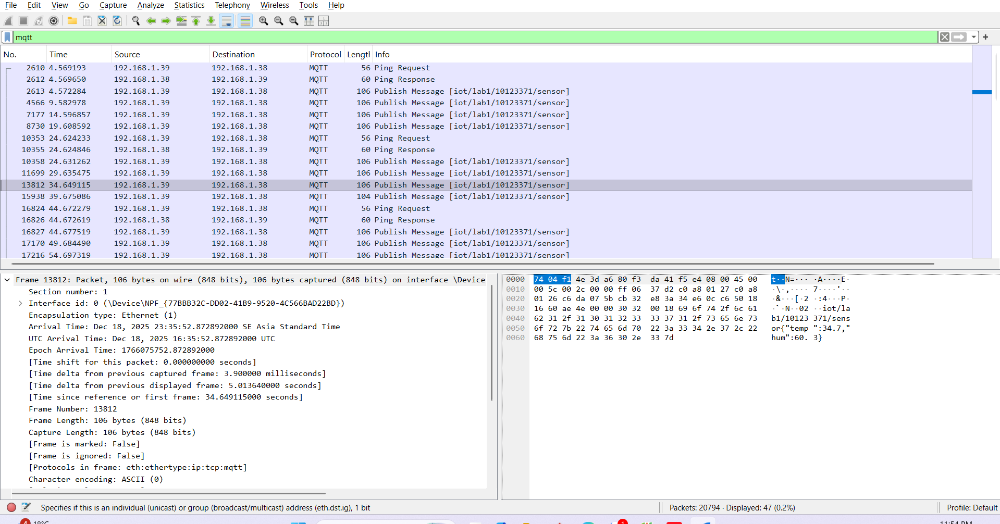 File Edit View Go Capture Analyze Statistics Telephony Wireless Tools Help
mqtt
No. Time Source Destination Protocol Length Info
2610 4.569193 192.168.1.39 192.168.1.38 MQTT 56 Ping Request
2612 4.569650 192.168.1.38 192.168.1.39 MQTT 60 Ping Response
2613 4.572284 192.168.1.39 192.168.1.38 MQTT 106 Publish Message [iot/lab1/10123371/sensor]
4566 9.582978 192.168.1.39 192.168.1.38 MQTT 106 Publish Message [iot/lab1/10123371/sensor]
7177 14.596857 192.168.1.39 192.168.1.38 MQTT 106 Publish Message [iot/lab1/10123371/sensor]
8730 19.608592 192.168.1.39 192.168.1.38 MQTT 106 Publish Message [iot/lab1/10123371/sensor]
10353 24.624233 192.168.1.39 192.168.1.38 MQTT 56 Ping Request
10355 24.624846 192.168.1.38 192.168.1.39 MQTT 60 Ping Response
10358 24.631262 192.168.1.39 192.168.1.38 MQTT 106 Publish Message [iot/lab1/10123371/sensor]
11699 29.635475 192.168.1.39 192.168.1.38 MQTT 106 Publish Message [iot/lab1/10123371/sensor]
13812 34.649115 192.168.1.39 192.168.1.38 MQTT 106 Publish Message [iot/lab1/10123371/sensor]
15938 39.675086 192.168.1.39 192.168.1.38 MQTT 104 Publish Message [iot/lab1/10123371/sensor]
16824 44.672279 192.168.1.39 192.168.1.38 MQTT 56 Ping Request
16826 44.672619 192.168.1.38 192.168.1.39 MQTT 60 Ping Response
16827 44.677519 192.168.1.39 192.168.1.38 MQTT 106 Publish Message [iot/lab1/10123371/sensor]
17170 49.684490 192.168.1.39 192.168.1.38 MQTT 106 Publish Message [iot/lab1/10123371/sensor]
17216 54.697319 192.168.1.39 192.168.1.38 MQTT 106 Publish Message [iot/lab1/10123371/sensor]
Frame 13812: Packet, 106 bytes on wire (848 bits), 106 bytes captured (848 bits) on interface \Device
Section number: 1
Interface id: 0 (\Device\NPF_{77BBB32C-DD02-41B9-9520-4C566BAD22BD})
Encapsulation type: Ethernet (1)
Arrival Time: Dec 18, 2025 23:35:52.872892000 SE Asia Standard Time
UTC Arrival Time: Dec 18, 2025 16:35:52.872892000 UTC
Epoch Arrival Time: 1766075752.872892000
[Time shift for this packet: 0.000000000 seconds]
[Time delta from previous captured frame: 3.900000 milliseconds]
[Time delta from previous displayed frame: 5.013640000 seconds]
[Time since reference or first frame: 34.649115000 seconds]
Frame Number: 13812
Frame Length: 106 bytes (848 bits)
Capture Length: 106 bytes (848 bits)
[Frame is marked: False]
[Frame is ignored: False]
[Protocols in frame: eth:ethertype:ip:tcp:mqtt]
Character encoding: ASCII (0)
0000 74 04 f1 4e 3d a6 80 f3 da 41 f5 e4 08 00 45 00 t··N=··· ·A····E·
0010 00 5c 00 2c 00 00 ff 06 37 d2 c0 a8 01 27 c0 a8 ·\·,···· 7····'··
0020 01 26 c6 da 07 5b cb 32 e8 3a 34 e6 0c c6 50 18 ·&···[·2 ·:4···P·
0030 16 60 ae 4e 00 00 30 32 00 18 69 6f 74 2f 6c 61 ·`·N··02 ··iot/la
0040 62 31 2f 31 30 31 32 33 33 37 31 2f 73 65 6e 73 b1/10123 371/sens
0050 6f 72 7b 22 74 65 6d 70 22 3a 33 34 2e 37 2c 22 or{"temp ":34.7,"
0060 68 75 6d 22 3a 36 30 2e 33 7d hum":60. 3}
Specifies if this is an individual (unicast) or group (broadcast/multicast) address (eth.dst.ig), 1 bit
Packets: 20794 · Displayed: 47 (0.2%)
Profile: Default
4
18°C
1
11:54 PM